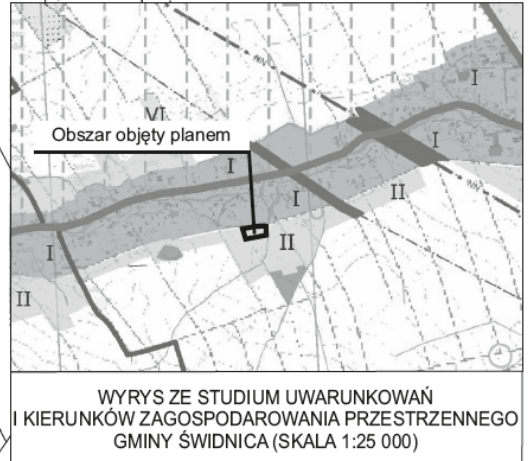 I
VI
Obszar objęty planem
I
I
I
II
I
II
II
WYRYS ZE STUDIUM UWARUNKOWAŃ
I KIERUNKÓW ZAGOSPODAROWANIA PRZESTRZENNEGO
GMINY ŚWIDNICA (SKALA 1:25 000)